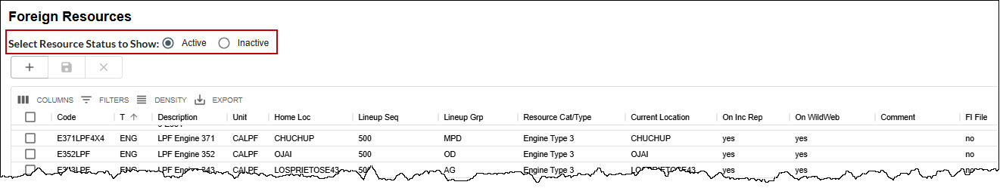 Foreign Resources
Select Resource Status to Show: Active Inactive
COLUMNS FILTERS DENSITY EXPORT
Code T Description Unit Home Loc Lineup Seq Lineup Grp Resource Cat/Type Current Location On Inc Rep On WildWeb Comment FI File
E371LPF4X4 ENG LPF Engine 371 CALPF CHUCHUP 500 MPD Engine Type 3 CHUCHUP yes yes no
E352LPF ENG LPF Engine 352 CALPF OJAI 500 OD Engine Type 3 OJAI yes yes no
ENG LPF Engine 343 CALPF LOSPRIETOSE43 500 AG Engine Type 3 LOSPRIETOSE43 yes yes no